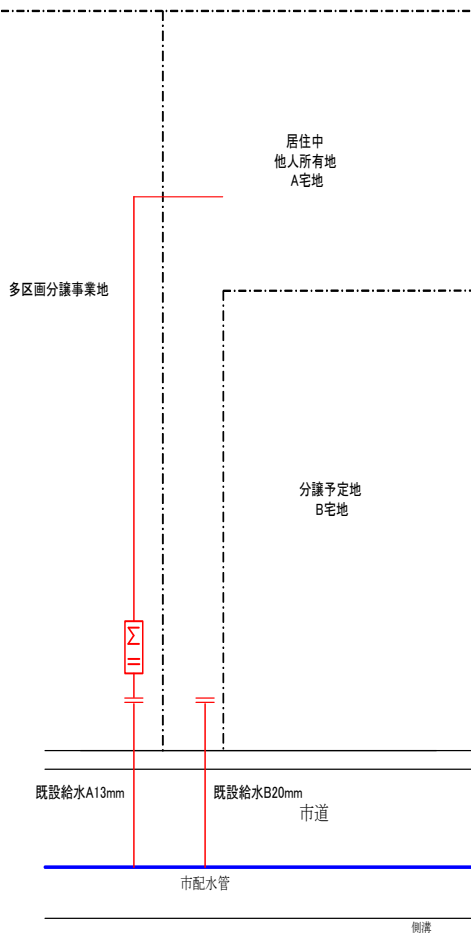 居住中
他人所有地
A宅地
多区画分譲事業地
分譲予定地
B宅地
既設給水A13mm
既設給水B20mm
市道
市配水管
側溝